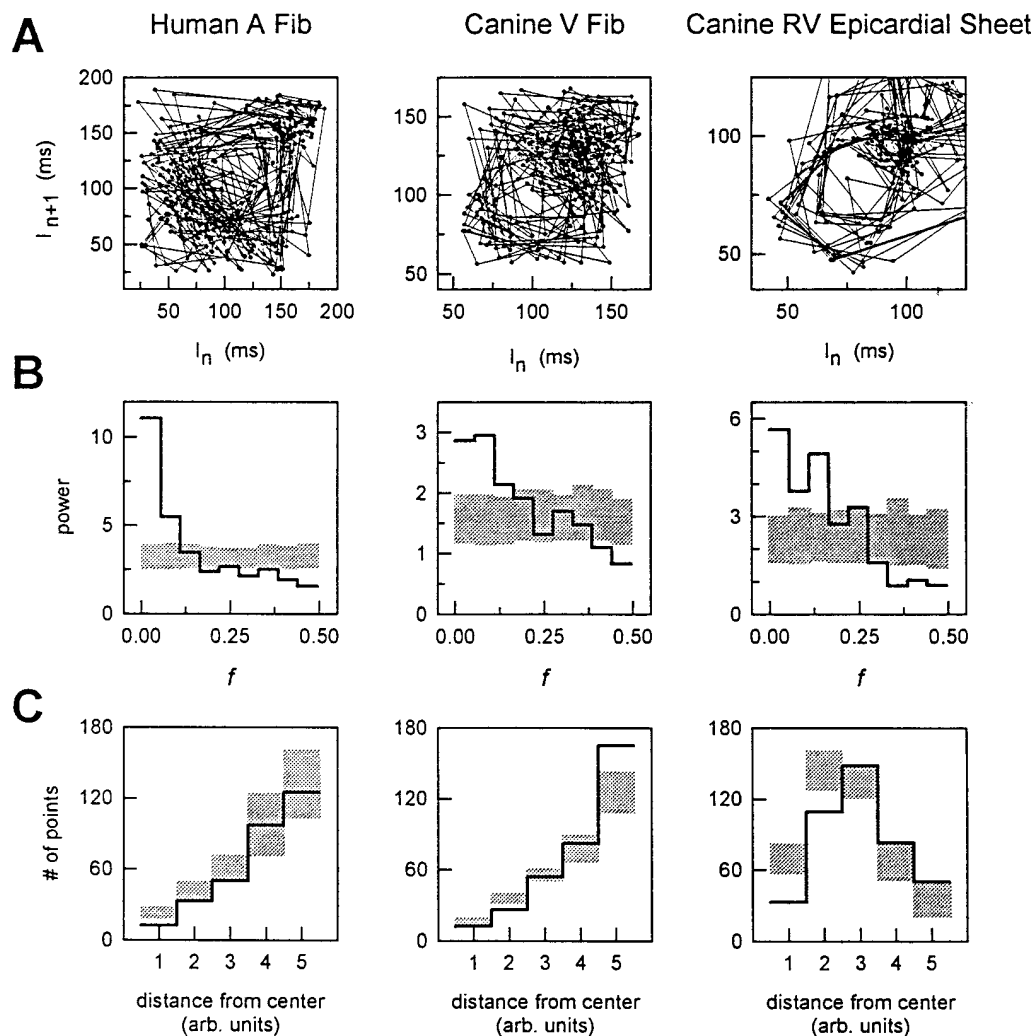 A
Human A Fib
Canine V Fib
Canine RV Epicardial Sheet
200
150
100
50
I n+1 (ms)
50 100 150 200
I n (ms)
150
100
50
50 100 150
I n (ms)
100
50
50 100
I n (ms)
B
10
5
0
power
0.00 0.25 0.50
f
3
2
1
0
0.00 0.25 0.50
f
6
3
0
0.00 0.25 0.50
f
C
180
120
60
0
# of points
1 2 3 4 5
distance from center
(arb. units)
180
120
60
0
1 2 3 4 5
distance from center
(arb. units)
180
120
60
0
1 2 3 4 5
distance from center
(arb. units)